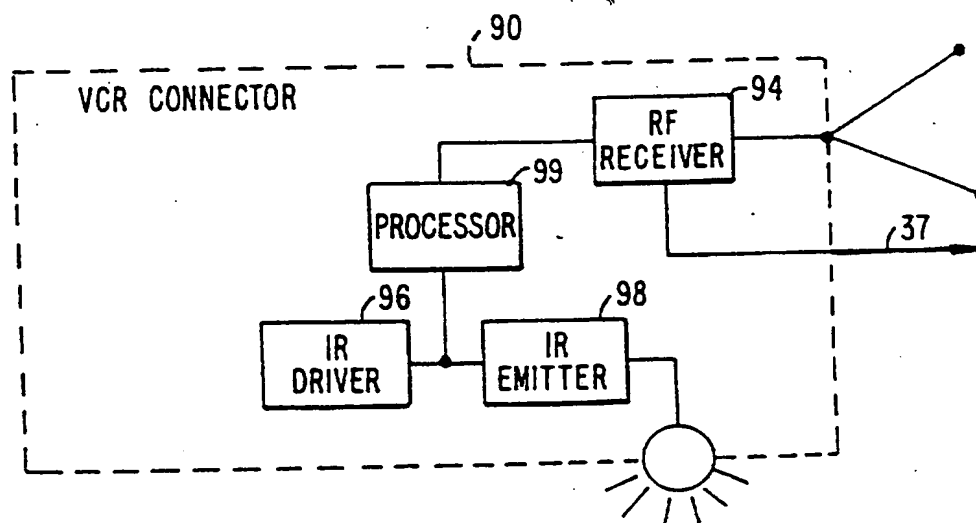 90
VCR CONNECTOR
94
RF
RECEIVER
99
PROCESSOR
37
96
98
IR
DRIVER
IR
EMITTER